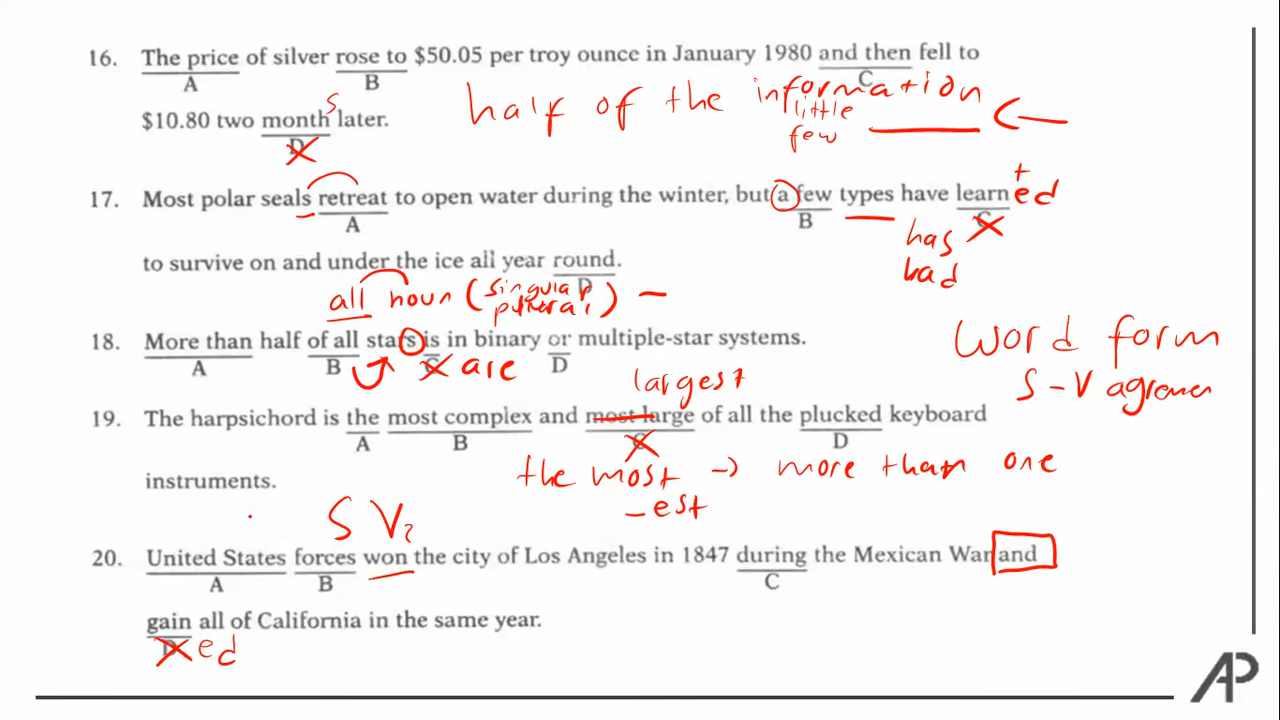 16. The price of silver rose to $50.05 per troy ounce in January 1980 and then fell to
A B C
half of the information
little
few
s
$10.80 two month later.
D
t
17. Most polar seals retreat to open water during the winter, but a few types have learn ed
A B C
has
had
to survive on and under the ice all year round.
D
all noun (singular
plural)
18. More than half of all stars is in binary or multiple-star systems.
A B C are D
word form
S-V agremen
largest
19. The harpsichord is the most complex and most large of all the plucked keyboard
A B C D
the most → more than one
instruments.
-est
S V2
20. United States forces won the city of Los Angeles in 1847 during the Mexican War and
A B C
gain all of California in the same year.
D ed
AP